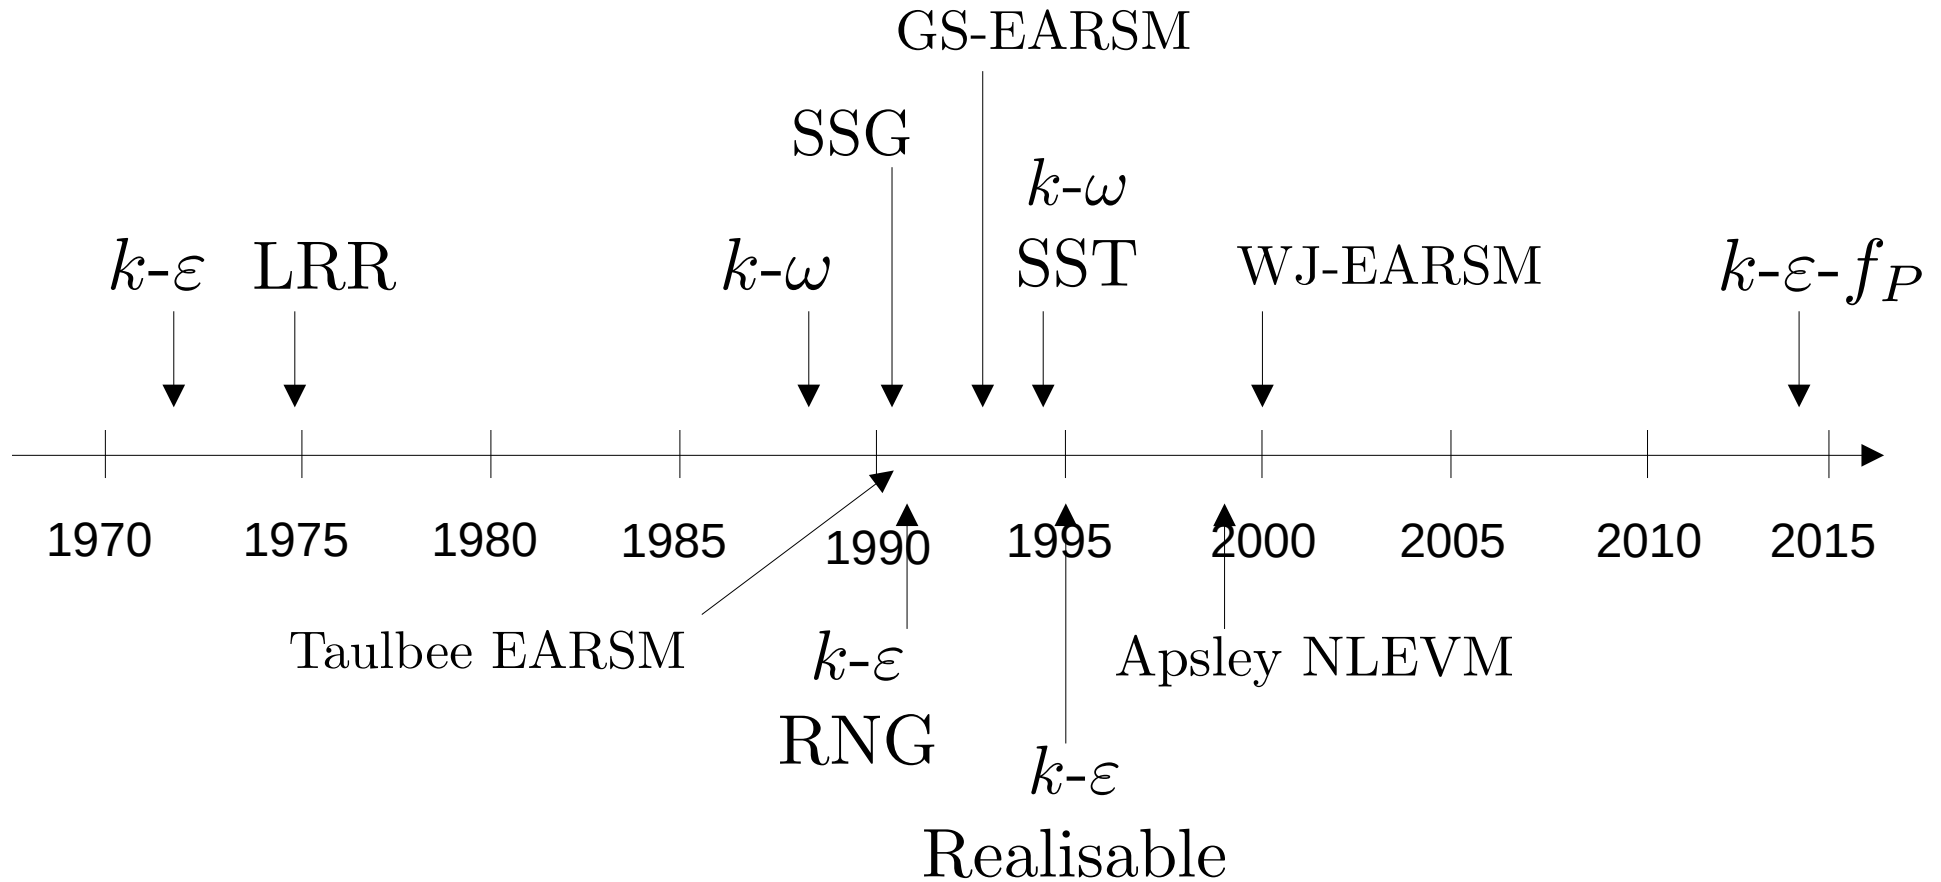 GS-EARSM
SSG
k-ω
SST
k-ε
LRR
k-ω
WJ-EARSM
k-ε-f_P
1970 1975 1980 1985 1990 1995 2000 2005 2010 2015
Taulbee EARSM
k-ε
RNG
Apsley NLEVM
k-ε
Realisable